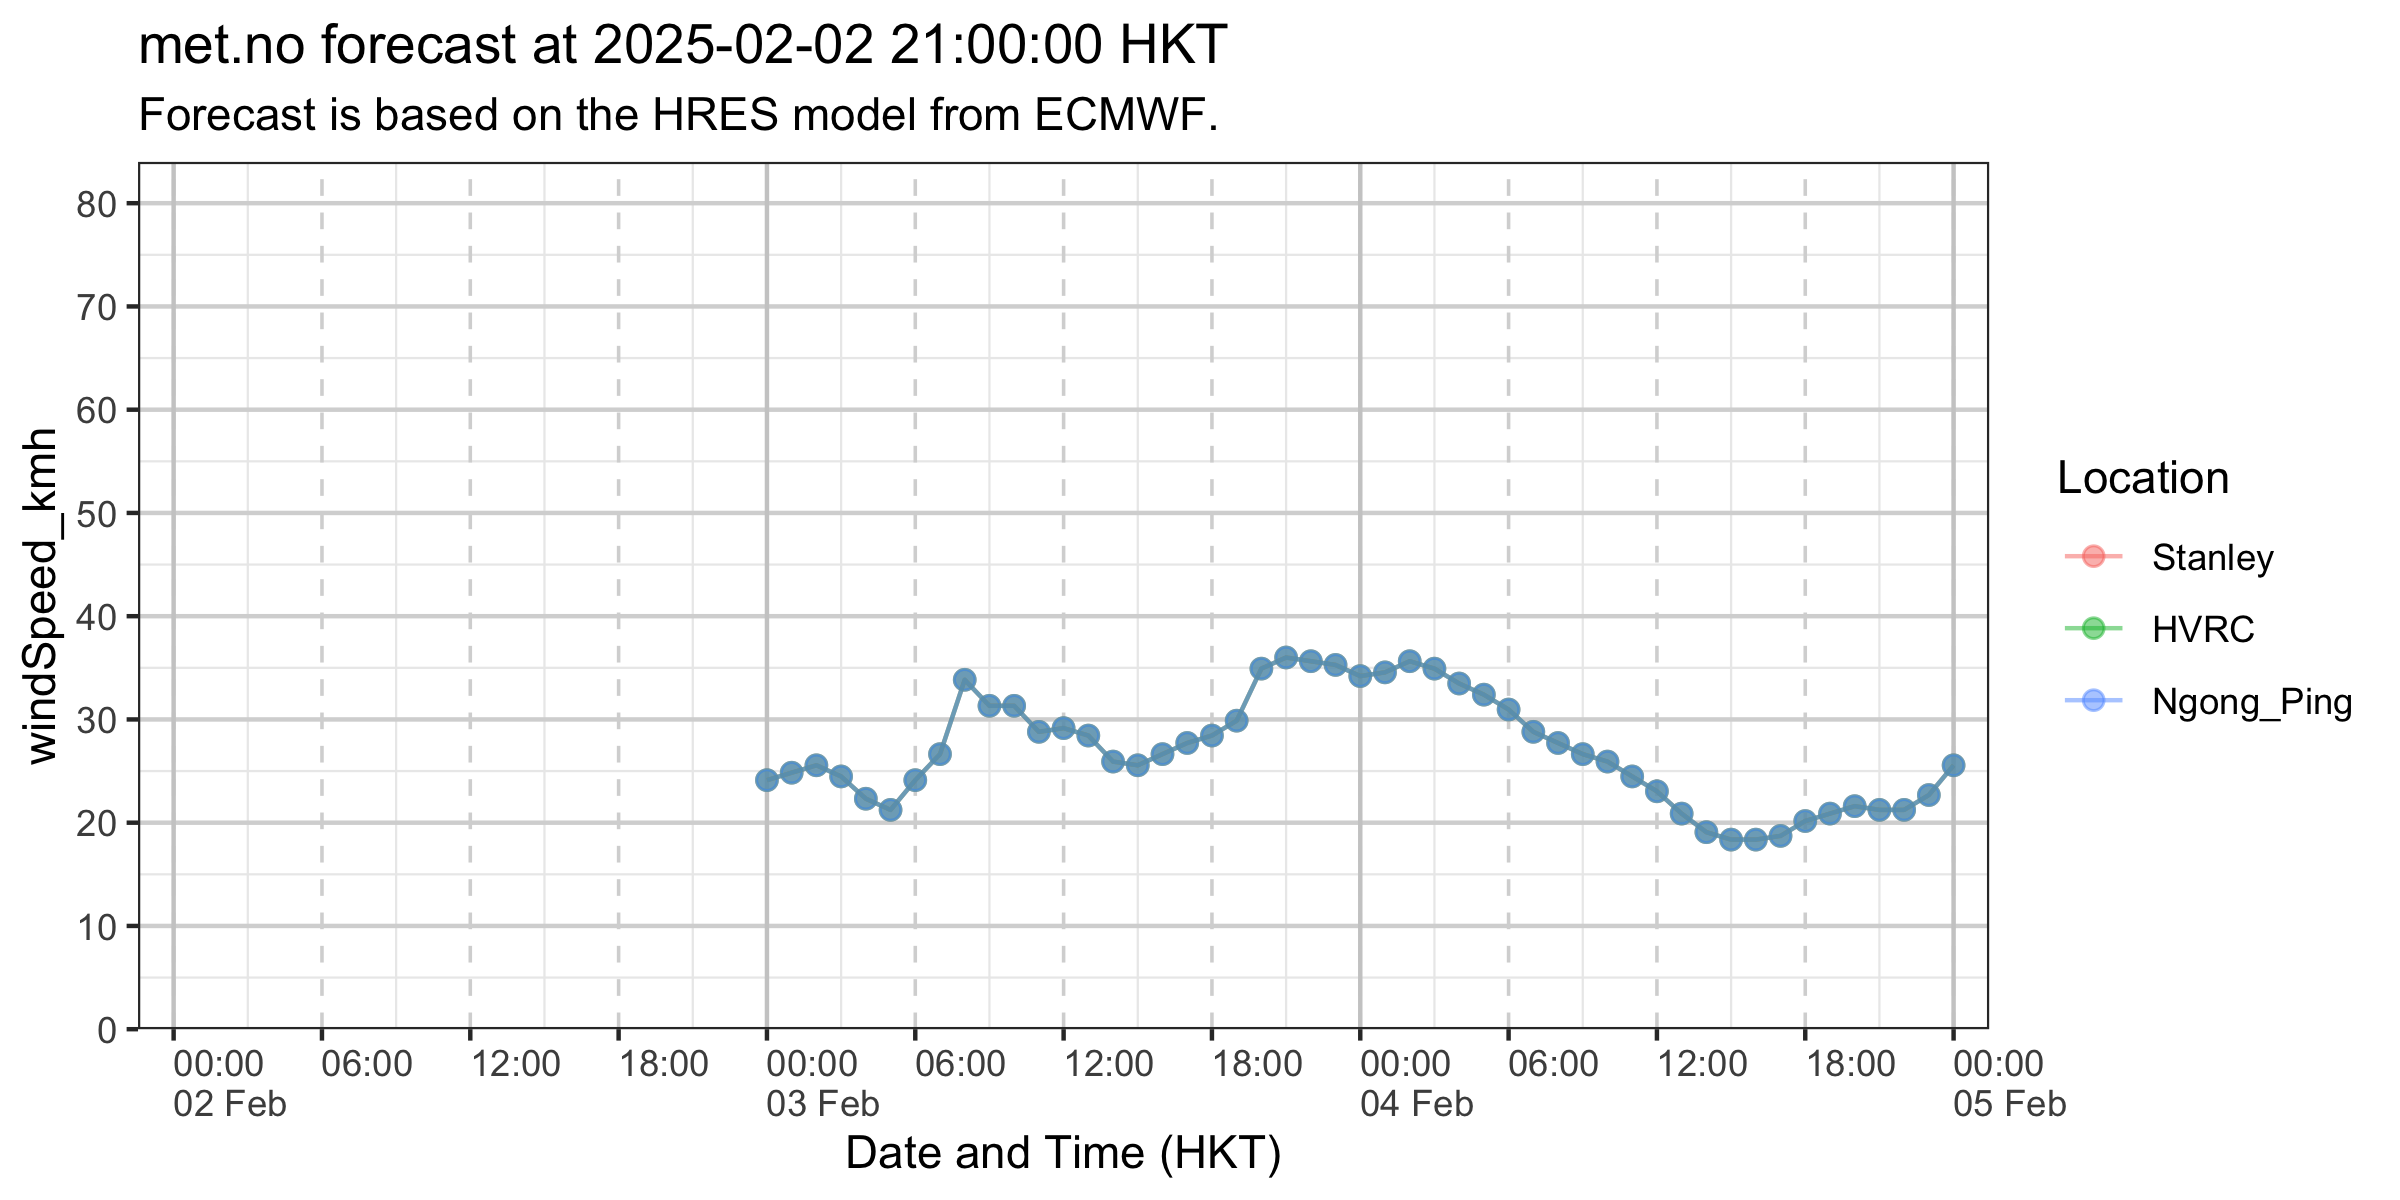 met.no forecast at 2025-02-02 21:00:00 HKT
Forecast is based on the HRES model from ECMWF.
windSpeed_kmh
80
70
60
50
40
30
20
10
0
00:00 06:00 12:00 18:00 00:00 06:00 12:00 18:00 00:00 06:00 12:00 18:00 00:00
02 Feb 03 Feb 04 Feb 05 Feb
Date and Time (HKT)
Location
Stanley
HVRC
Ngong_Ping